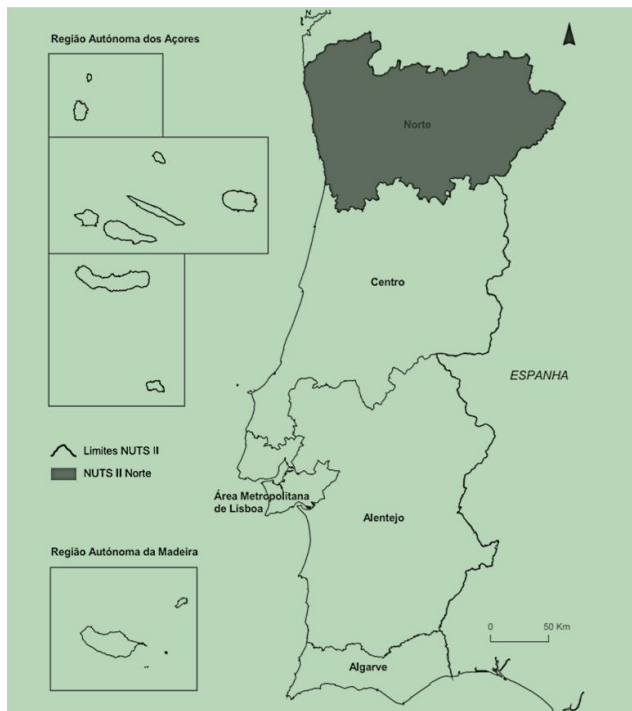 Região Autónoma dos Açores
Norte
Centro
ESPANHA
Limites NUTS II
NUTS II Norte
Área Metropolitana
de Lisboa
Alentejo
Região Autónoma da Madeira
0 50 Km
Algarve